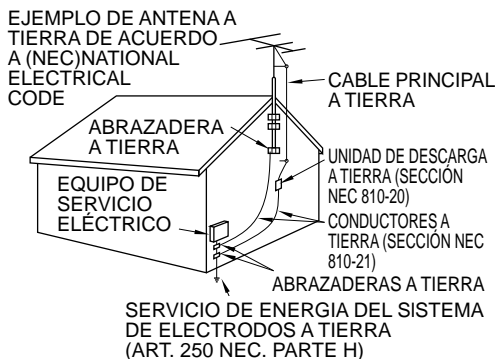 EJEMPLO DE ANTENA A
TIERRA DE ACUERDO
A (NEC)NATIONAL
ELECTRICAL
CODE
CABLE PRINCIPAL
A TIERRA
ABRAZADERA
A TIERRA
UNIDAD DE DESCARGA
A TIERRA (SECCIÓN
NEC 810-20)
EQUIPO DE
SERVICIO
ELÉCTRICO
CONDUCTORES A
TIERRA (SECCIÓN NEC
810-21)
ABRAZADERAS A TIERRA
SERVICIO DE ENERGIA DEL SISTEMA
DE ELECTRODOS A TIERRA
(ART. 250 NEC. PARTE H)